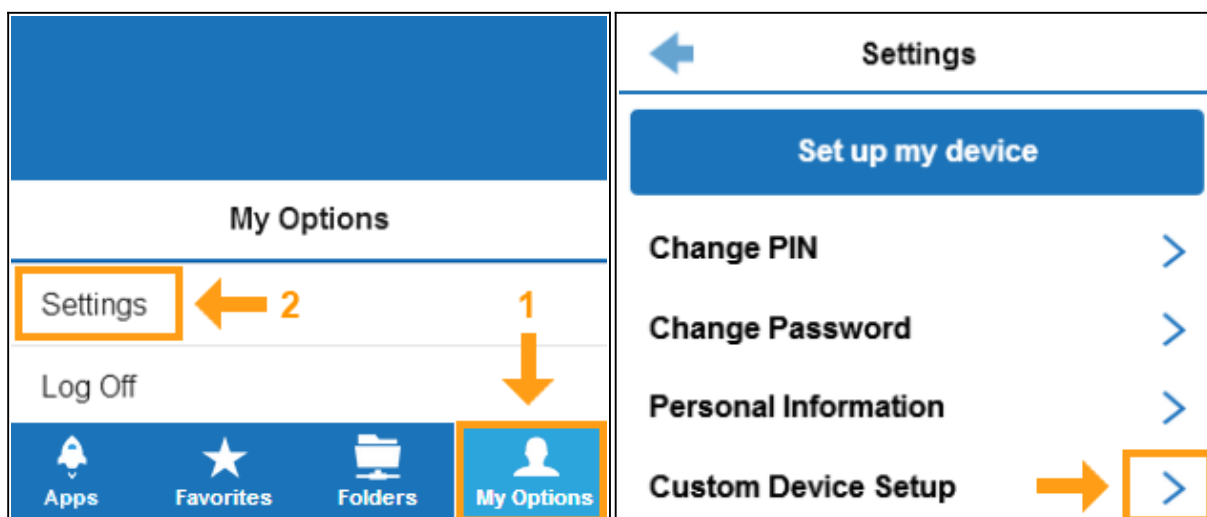 My Options
Settings
2
1
Log Off
Apps
Favorites
Folders
My Options
Settings
Set up my device
Change PIN
Change Password
Personal Information
Custom Device Setup